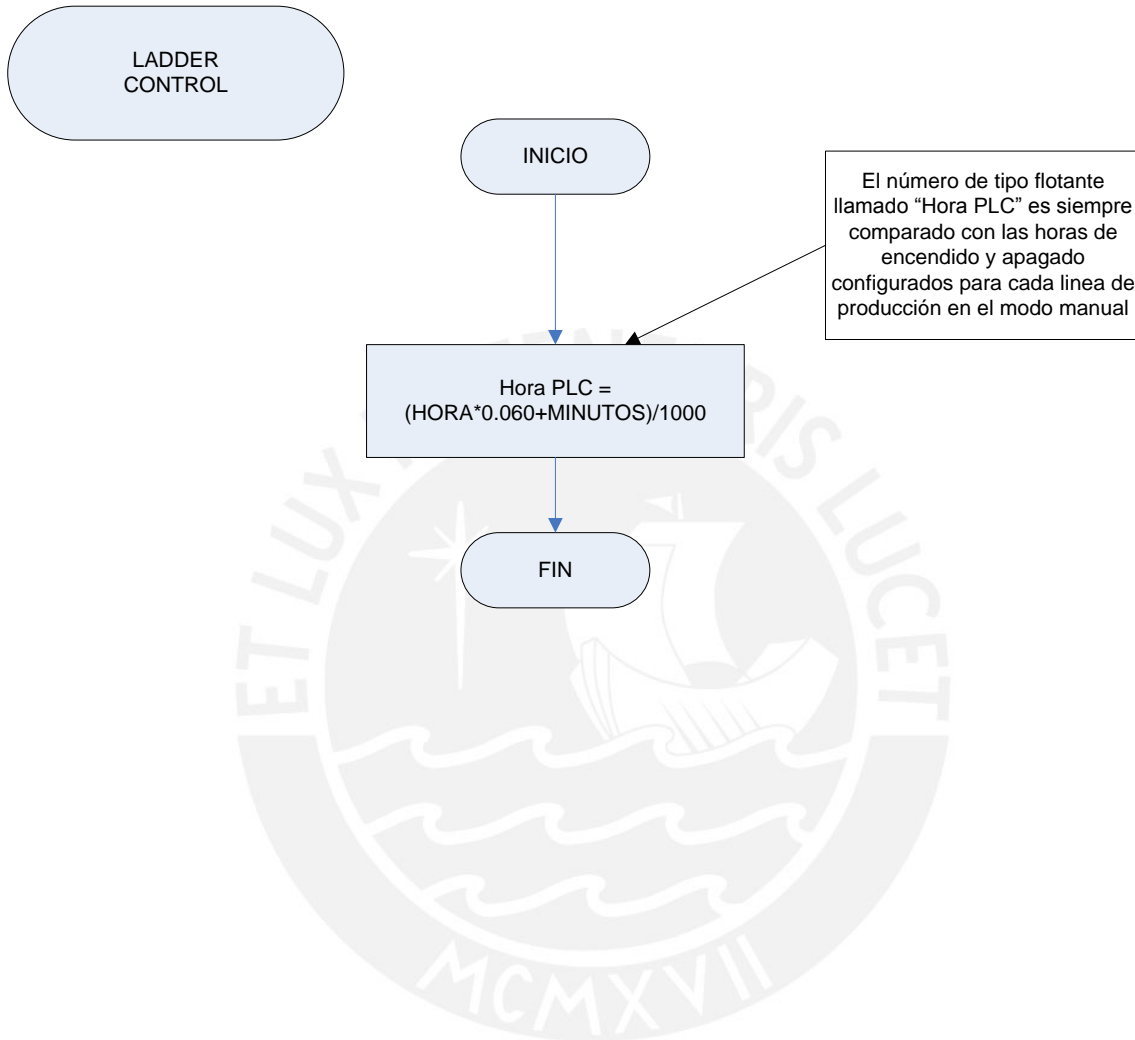 LADDER
CONTROL
INICIO
El número de tipo flotante
llamado “Hora PLC” es siempre
comparado con las horas de
encendido y apagado
configurados para cada linea de
producción en el modo manual
Hora PLC =
(HORA*0.060+MINUTOS)/1000
FIN
ET LUX IN TENEBRIS LUCET
MCMXVII